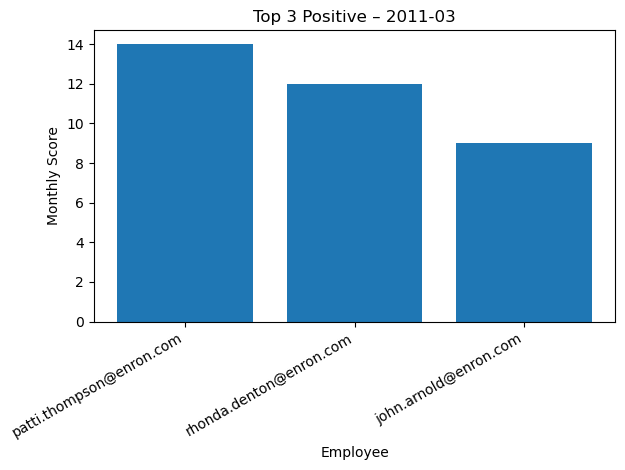 Top 3 Positive – 2011-03
Monthly Score
14
12
10
8
6
4
2
0
patti.thompson@enron.com
rhonda.denton@enron.com
john.arnold@enron.com
Employee